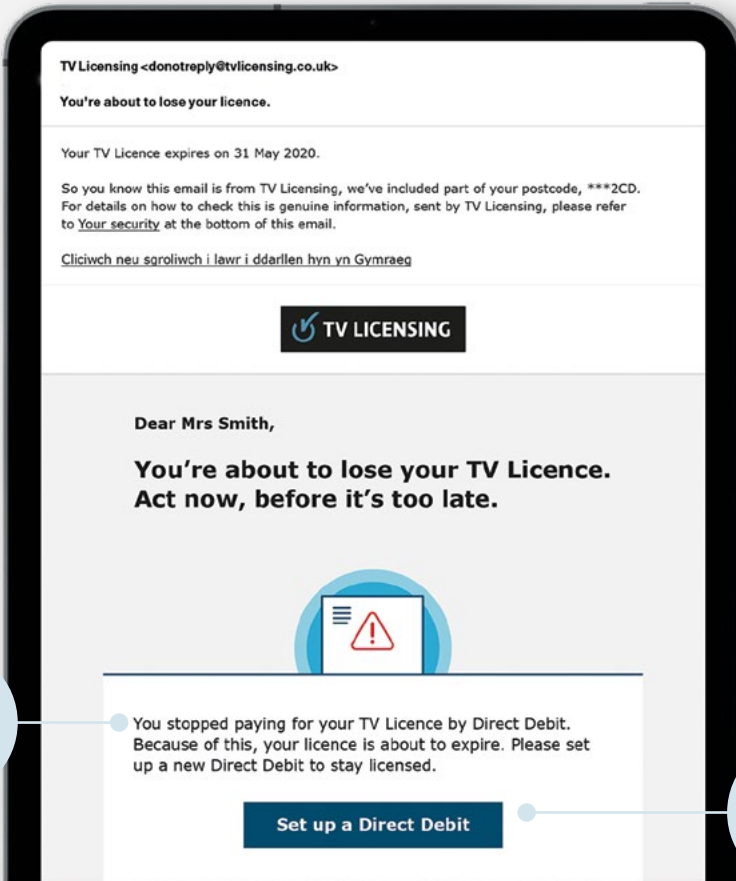 TV Licensing <donotreply@tvlicensing.co.uk>
You're about to lose your licence.
Your TV Licence expires on 31 May 2020.
So you know this email is from TV Licensing, we've included part of your postcode, ***2CD.
For details on how to check this is genuine information, sent by TV Licensing, please refer
to Your security at the bottom of this email.
Cliciwch neu sgroliwch i lawr i ddarllen hyn yn Gymraeg
TV LICENSING
Dear Mrs Smith,
You're about to lose your TV Licence.
Act now, before it's too late.
You stopped paying for your TV Licence by Direct Debit.
Because of this, your licence is about to expire. Please set
up a new Direct Debit to stay licensed.
Set up a Direct Debit